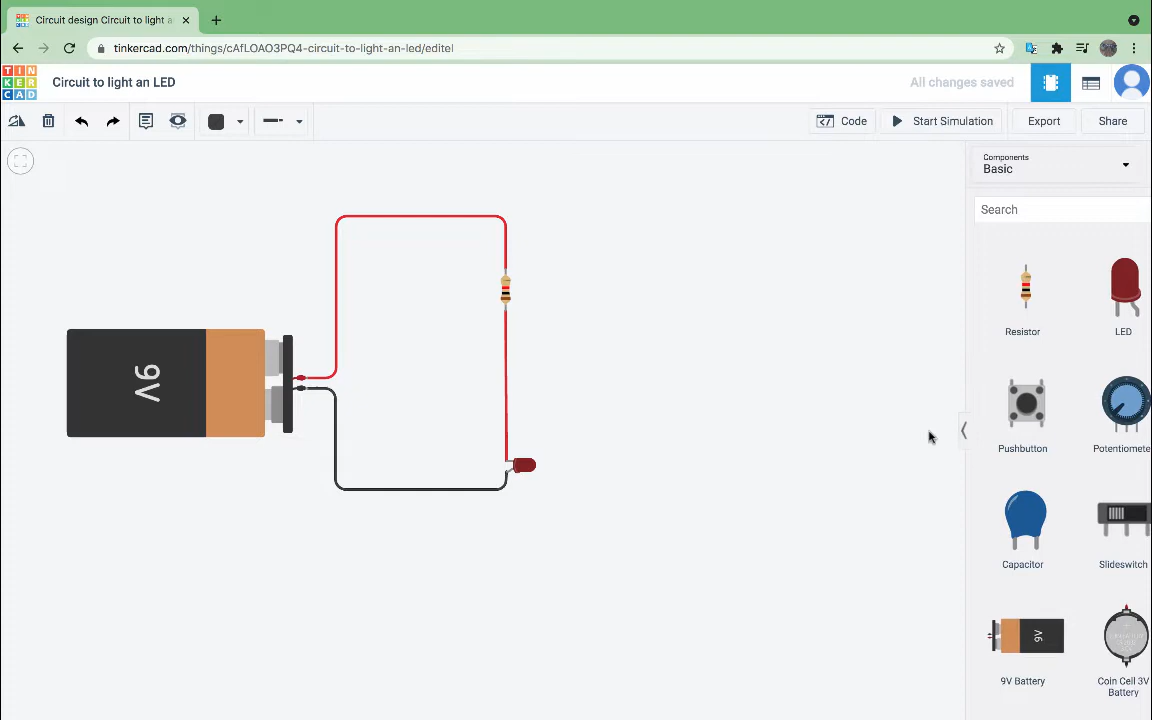 Circuit design Circuit to light a
tinkercad.com/things/cAfLOAO3PQ4-circuit-to-light-an-led/editel
TIN
KER
CAD
Circuit to light an LED
All changes saved
Code
Start Simulation
Export
Share
Components
Basic
Search
Resistor
LED
Pushbutton
Potentiomete
Capacitor
Slideswitch
9V
9V
9V Battery
Coin Cell 3V
Battery